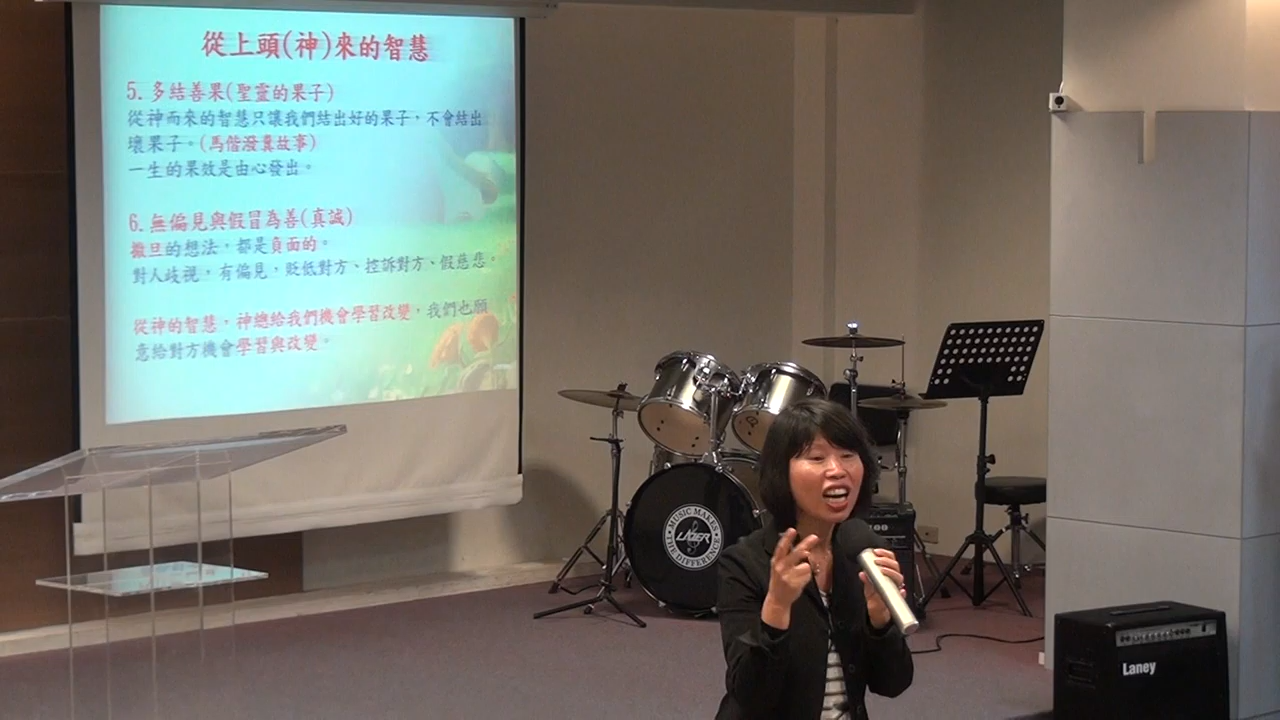 從上頭(神)來的智慧
5. 多結善果(聖靈的果子)
從神而來的智慧只讓我們結出好的果子，不會結出
壞果子。(馬偕潑糞故事)
一生的果效是由心發出。
6. 無偏見與假冒為善(真誠)
撒旦的想法，都是負面的。
對人歧視，有偏見，貶低對方、控訴對方、假慈悲。
從神的智慧，神總給我們機會學習改變，我們也願
意給對方機會學習與改變。
MUSIC MAKES
LAZER
THE DIFFERENCE
100
Laney